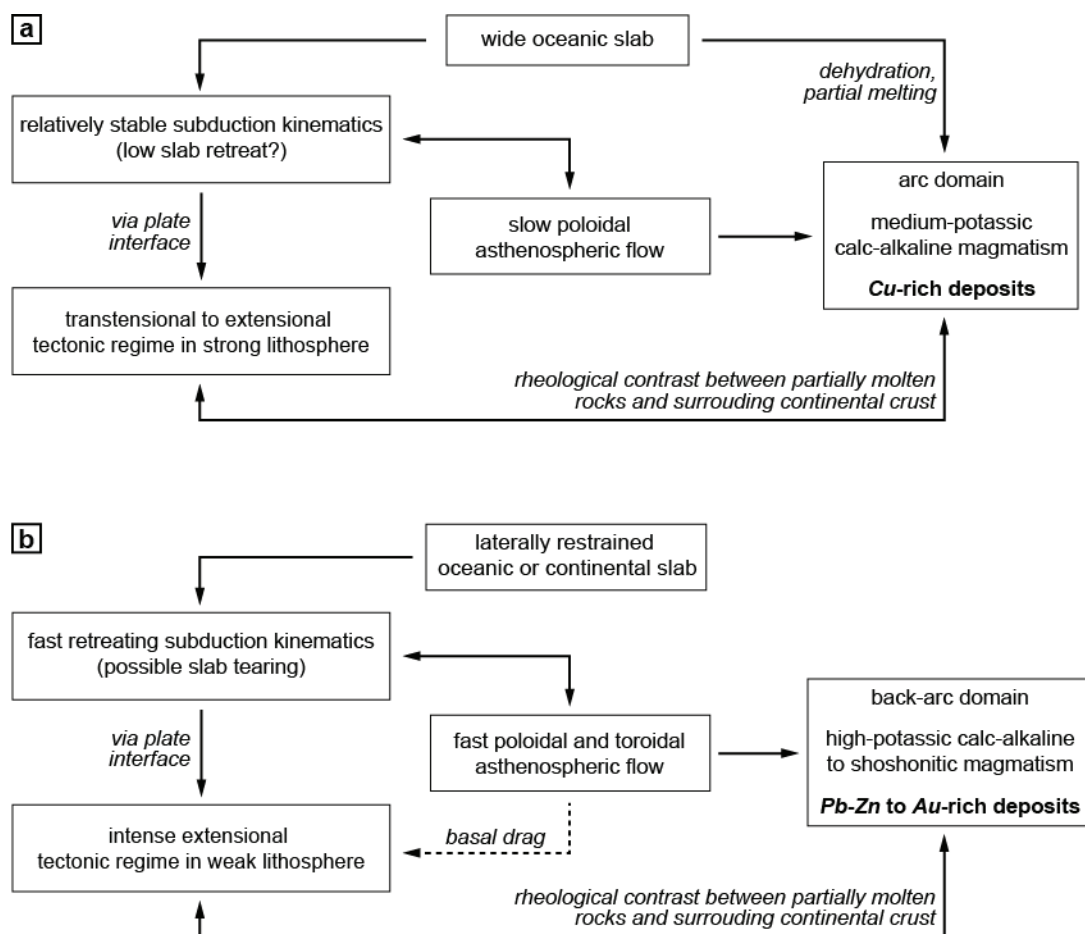 a
wide oceanic slab
dehydration,
partial melting
relatively stable subduction kinematics
(low slab retreat?)
via plate
interface
slow poloidal
asthenospheric flow
arc domain
medium-potassic
calc-alkaline magmatism
Cu-rich deposits
transtensional to extensional
tectonic regime in strong lithosphere
rheological contrast between partially molten
rocks and surrouding continental crust
b
laterally restrained
oceanic or continental slab
fast retreating subduction kinematics
(possible slab tearing)
via plate
interface
fast poloidal and toroidal
asthenospheric flow
back-arc domain
high-potassic calc-alkaline
to shoshonitic magmatism
Pb-Zn to Au-rich deposits
intense extensional
tectonic regime in weak lithosphere
basal drag
rheological contrast between partially molten
rocks and surrouding continental crust